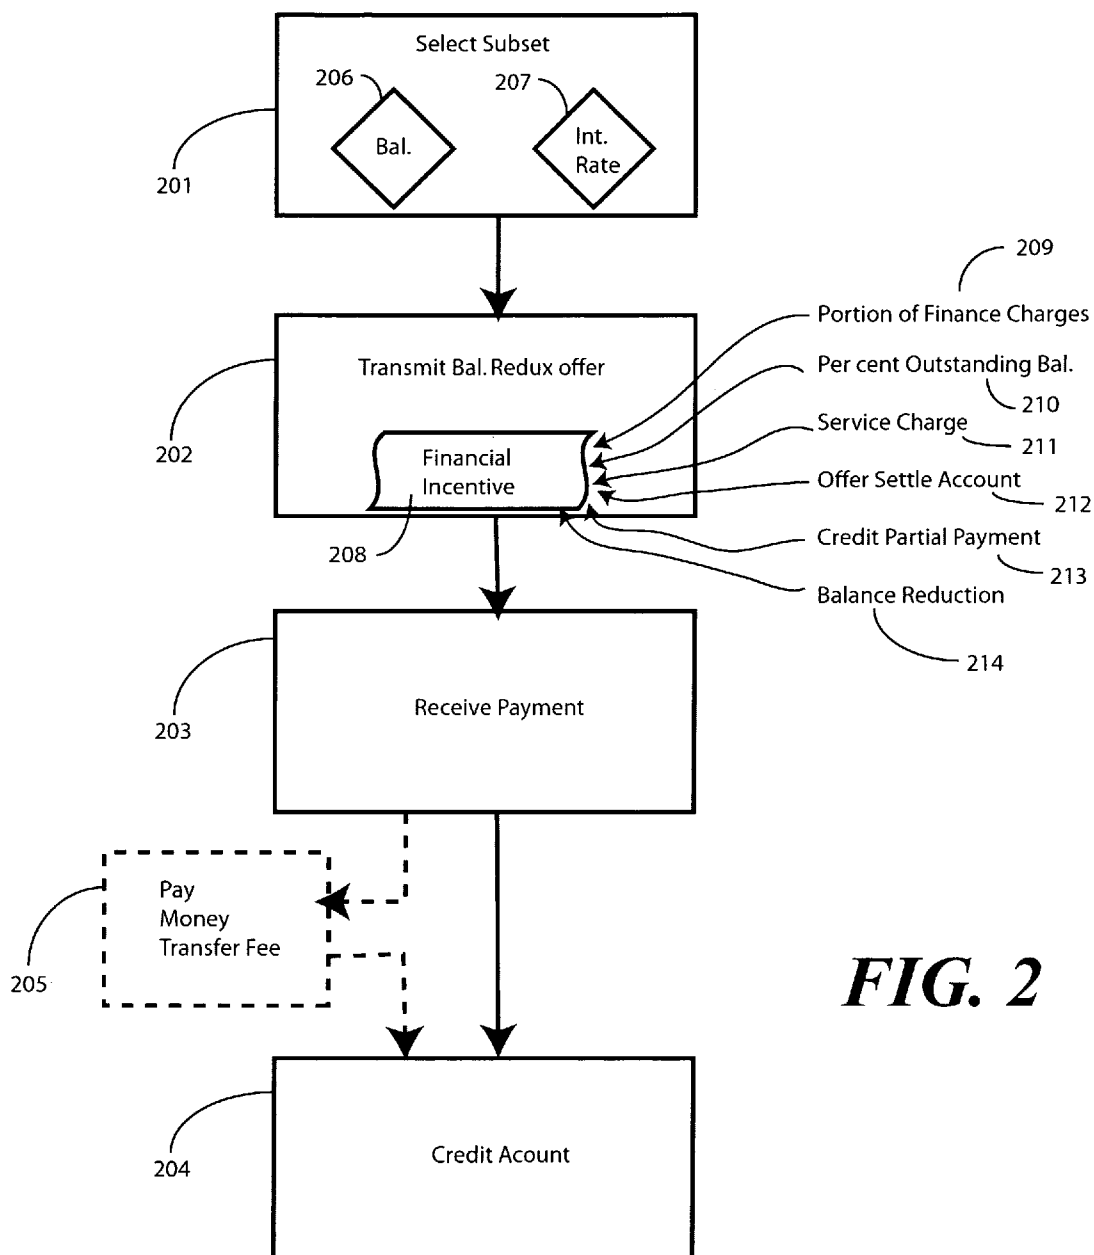 Select Subset
206
207
Bal.
Int.
Rate
201
209
Portion of Finance Charges
Transmit Bal. Redux offer
Per cent Outstanding Bal.
210
Service Charge
211
202
Financial
Incentive
Offer Settle Account
212
208
Credit Partial Payment
213
Balance Reduction
214
203
Receive Payment
Pay
Money
Transfer Fee
205
FIG. 2
204
Credit Acount